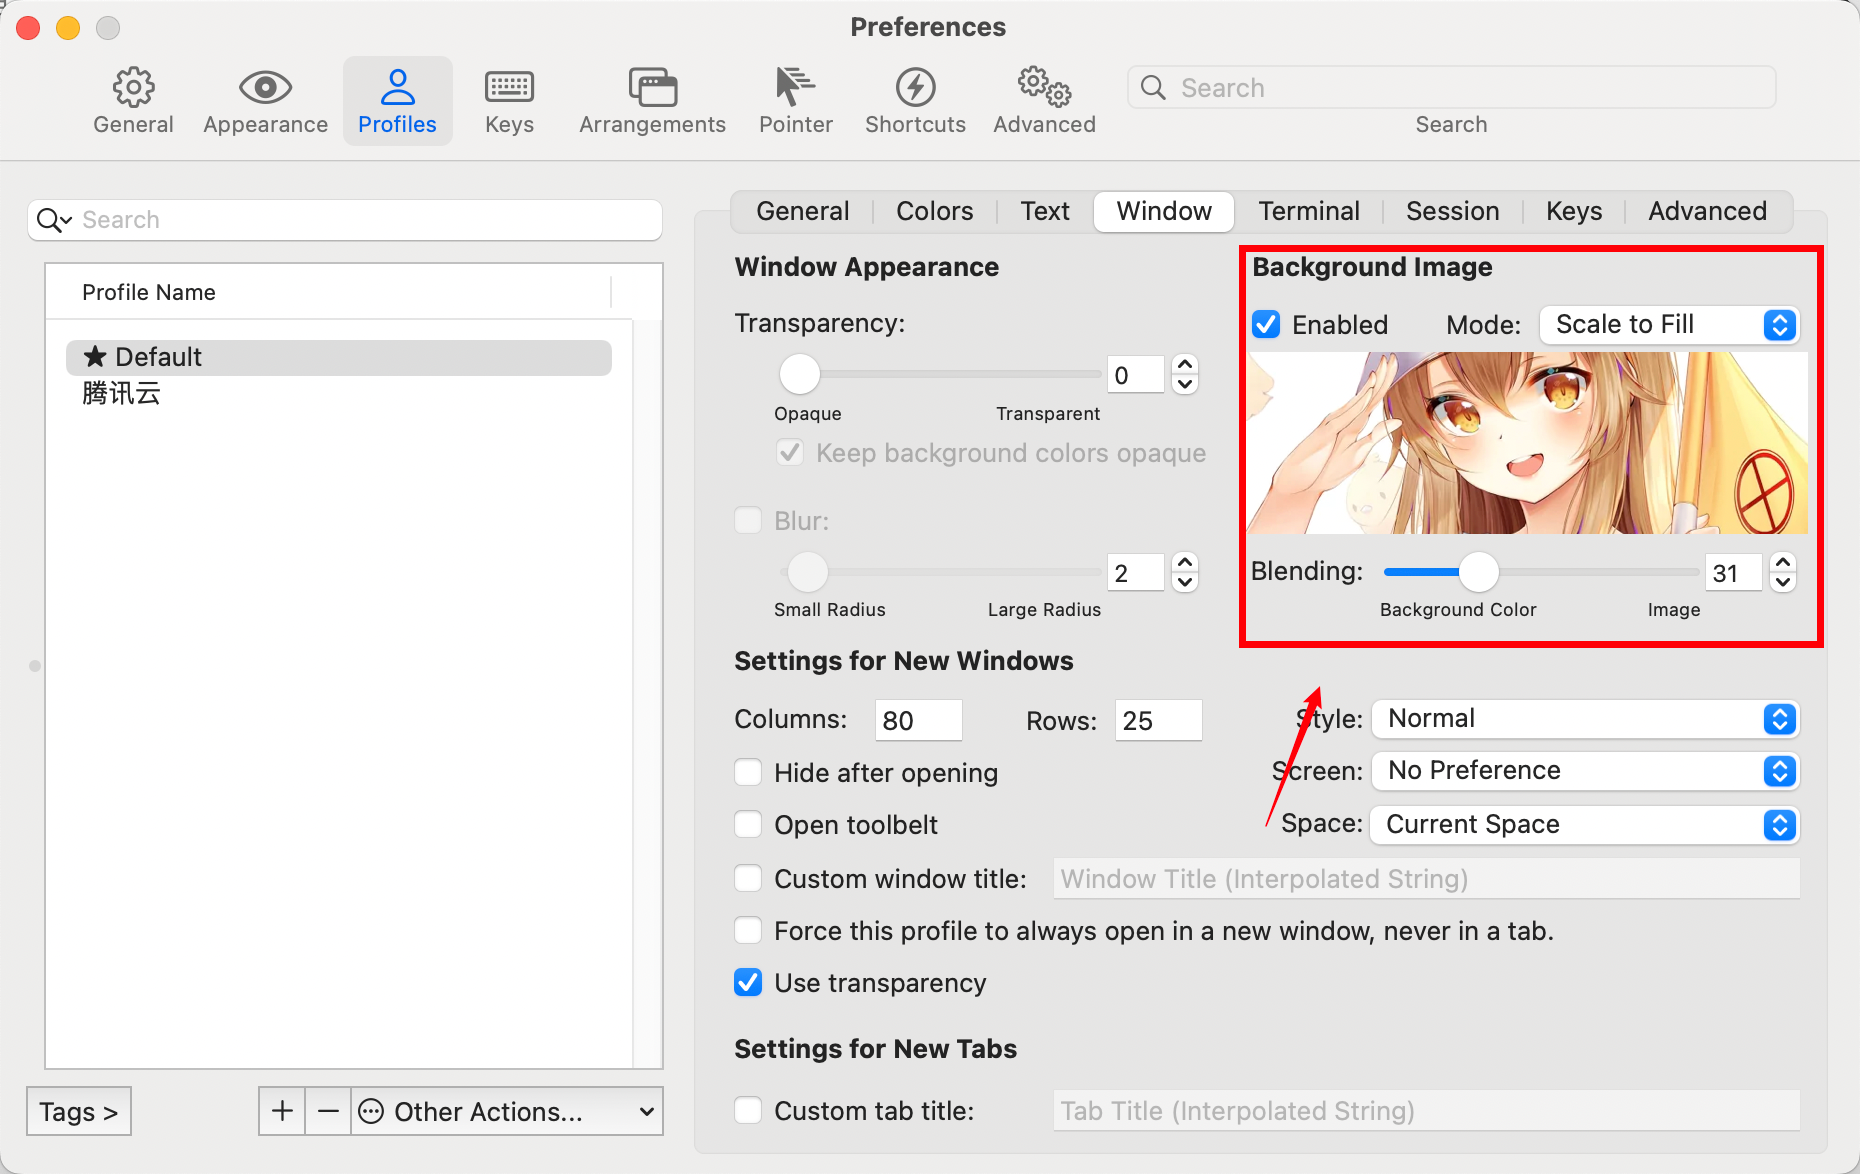 Preferences
General
Appearance
Profiles
Keys
Arrangements
Pointer
Shortcuts
Advanced
Search
Search
Search
Profile Name
★ Default
腾讯云
Tags >
Other Actions...
General
Colors
Text
Window
Terminal
Session
Keys
Advanced
Window Appearance
Transparency:
0
Opaque
Transparent
Keep background colors opaque
Blur:
2
Small Radius
Large Radius
Background Image
Enabled
Mode:
Scale to Fill
Blending:
31
Background Color
Image
Settings for New Windows
Columns:
80
Rows:
25
Style:
Normal
Hide after opening
Screen:
No Preference
Open toolbelt
Space:
Current Space
Custom window title:
Window Title (Interpolated String)
Force this profile to always open in a new window, never in a tab.
Use transparency
Settings for New Tabs
Custom tab title:
Tab Title (Interpolated String)